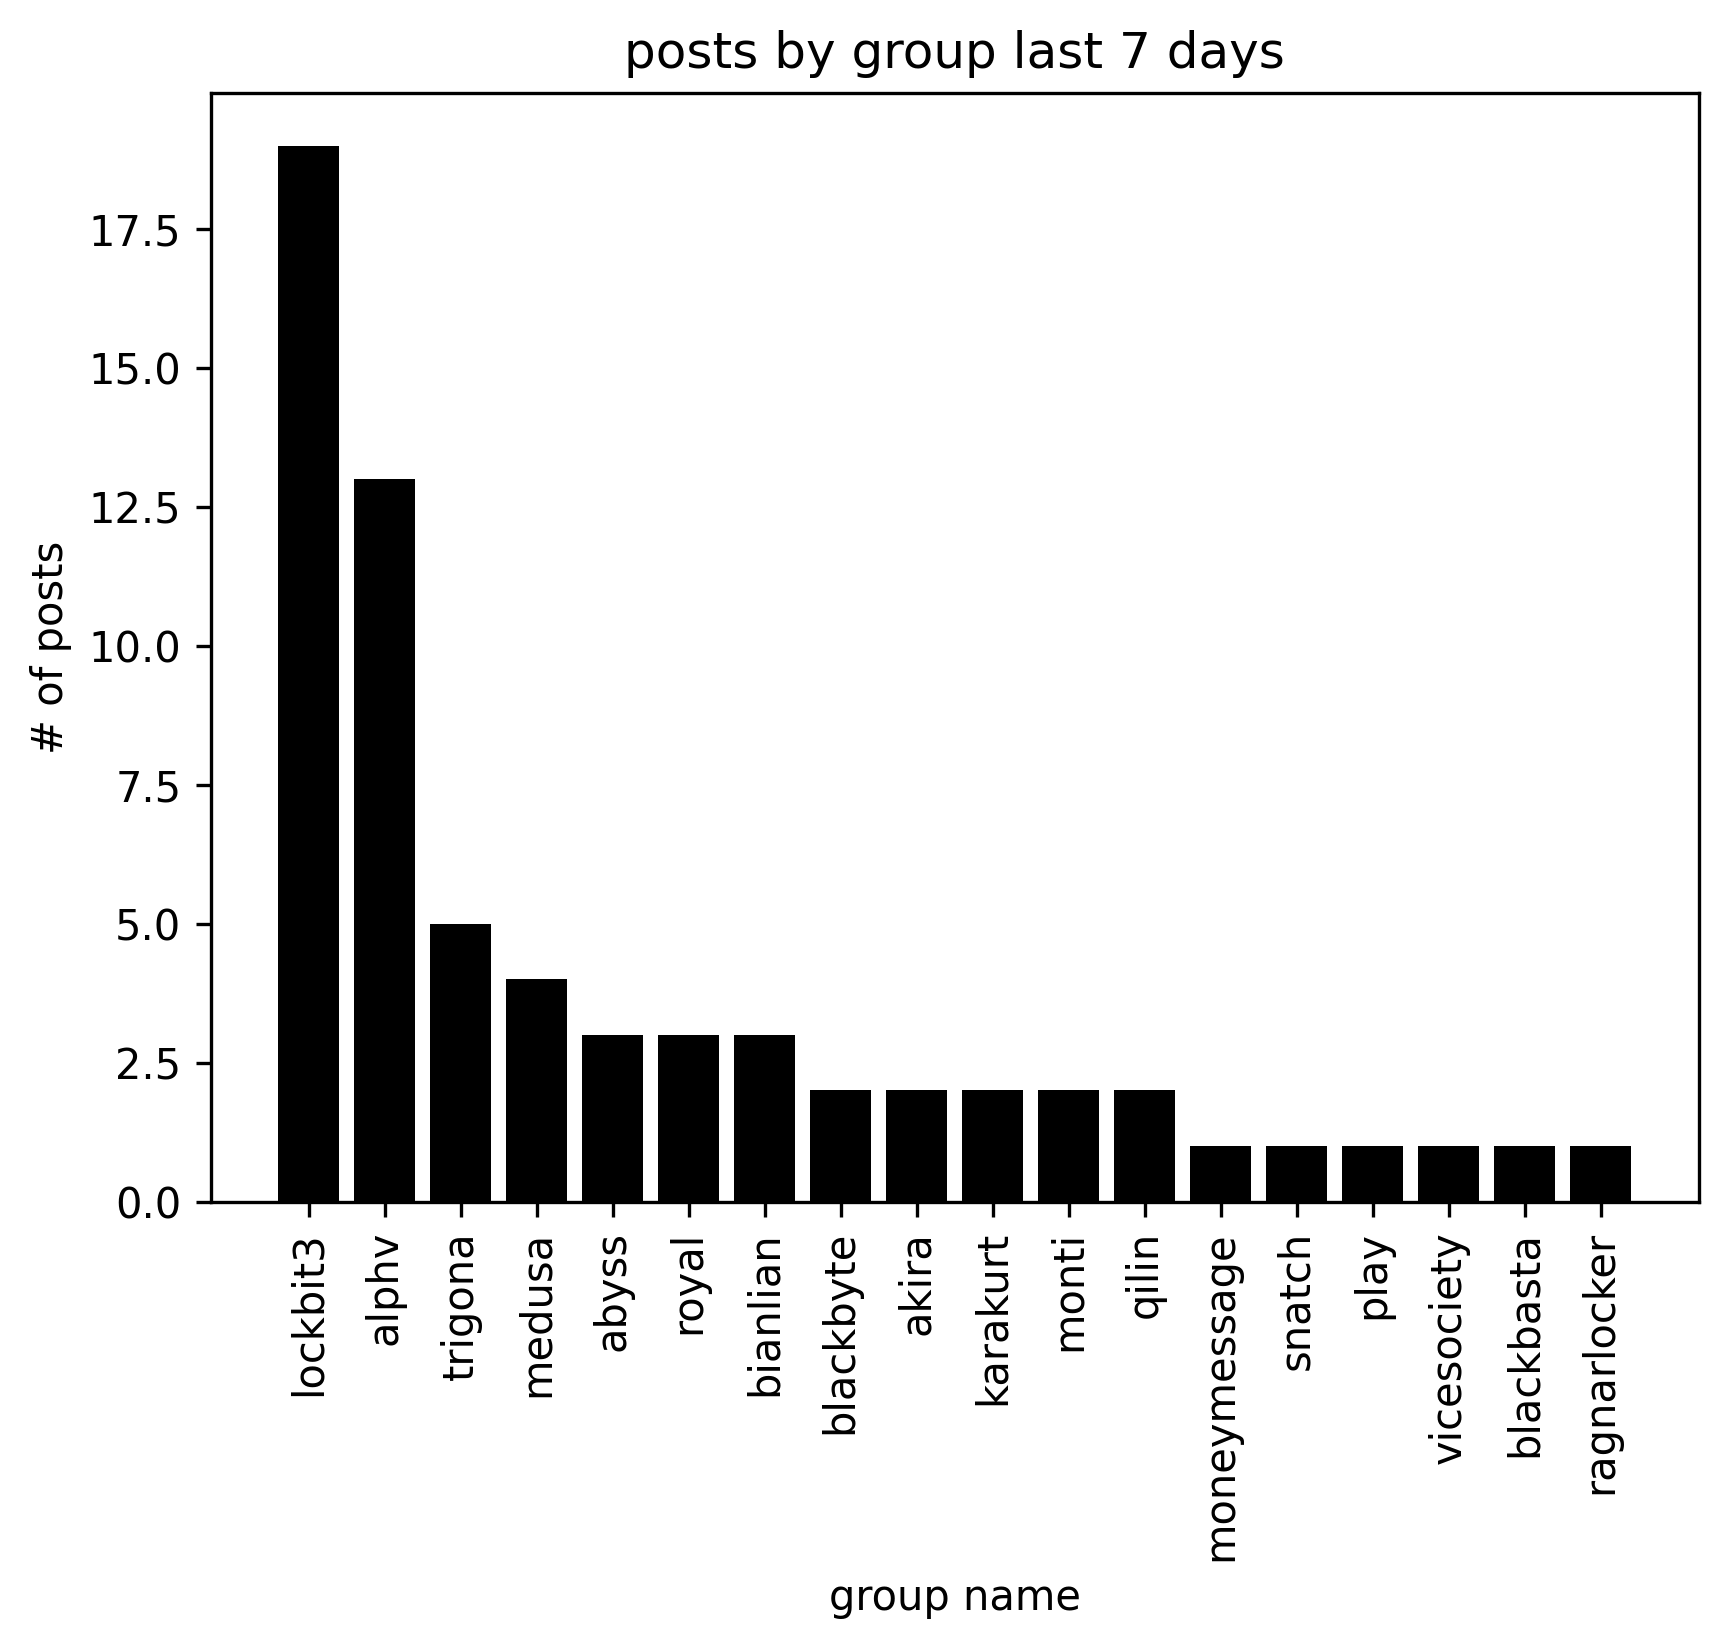 posts by group last 7 days
# of posts
17.5
15.0
12.5
10.0
7.5
5.0
2.5
0.0
lockbit3
alphv
trigona
medusa
abyss
royal
bianlian
blackbyte
akira
karakurt
monti
qilin
moneymessage
snatch
play
vicesociety
blackbasta
ragnarlocker
group name